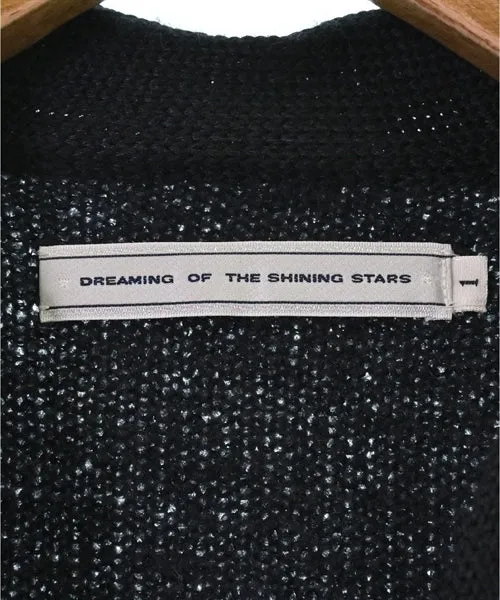 DREAMING OF THE SHINING STARS
1